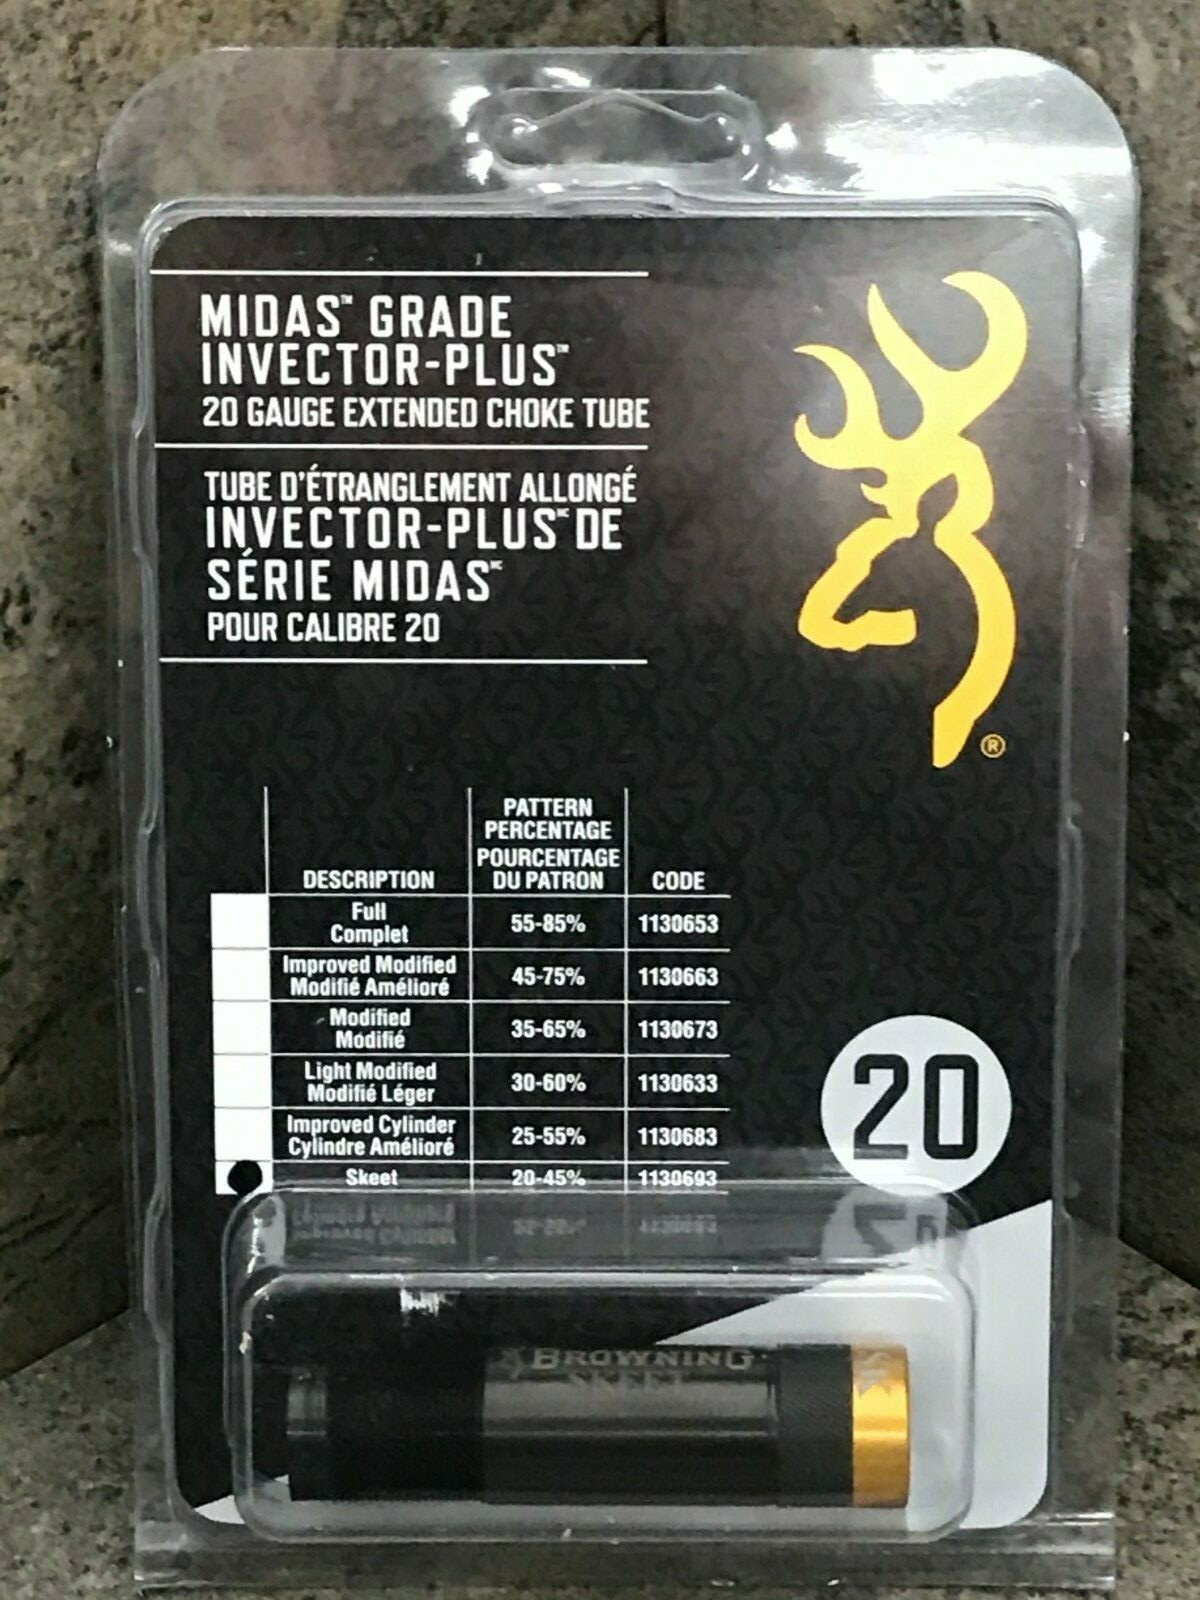 MIDAS™ GRADE
INVECTOR-PLUS™
20 GAUGE EXTENDED CHOKE TUBE
TUBE D'ÉTRANGLEMENT ALLONGÉ
INVECTOR-PLUS MC DE
SÉRIE MIDAS MC
POUR CALIBRE 20
®
PATTERN
PERCENTAGE
POURCENTAGE
DESCRIPTION DU PATRON CODE
Full
Complet 55-85% 1130653
Improved Modified
Modifié Amélioré 45-75% 1130663
Modified
Modifié 35-65% 1130673
Light Modified
Modifié Léger 30-60% 1130633
Improved Cylinder
Cylindre Amélioré 25-55% 1130683
Skeet 20-45% 1130693
20
BROWNING
SKEET
SK